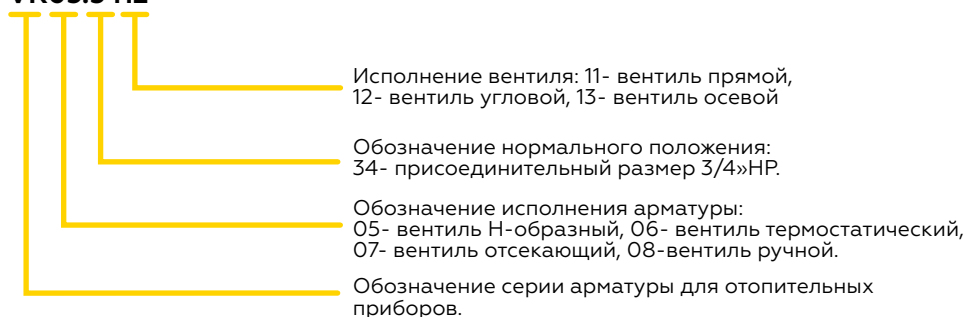 Исполнение вентиля: 11- вентиль прямой,
12- вентиль угловой, 13- вентиль осевой
Обозначение нормального положения:
34- присоединительный размер 3/4»НР.
Обозначение исполнения арматуры:
05- вентиль Н-образный, 06- вентиль термостатический,
07- вентиль отсекающий, 08-вентиль ручной.
Обозначение серии арматуры для отопительных
приборов.